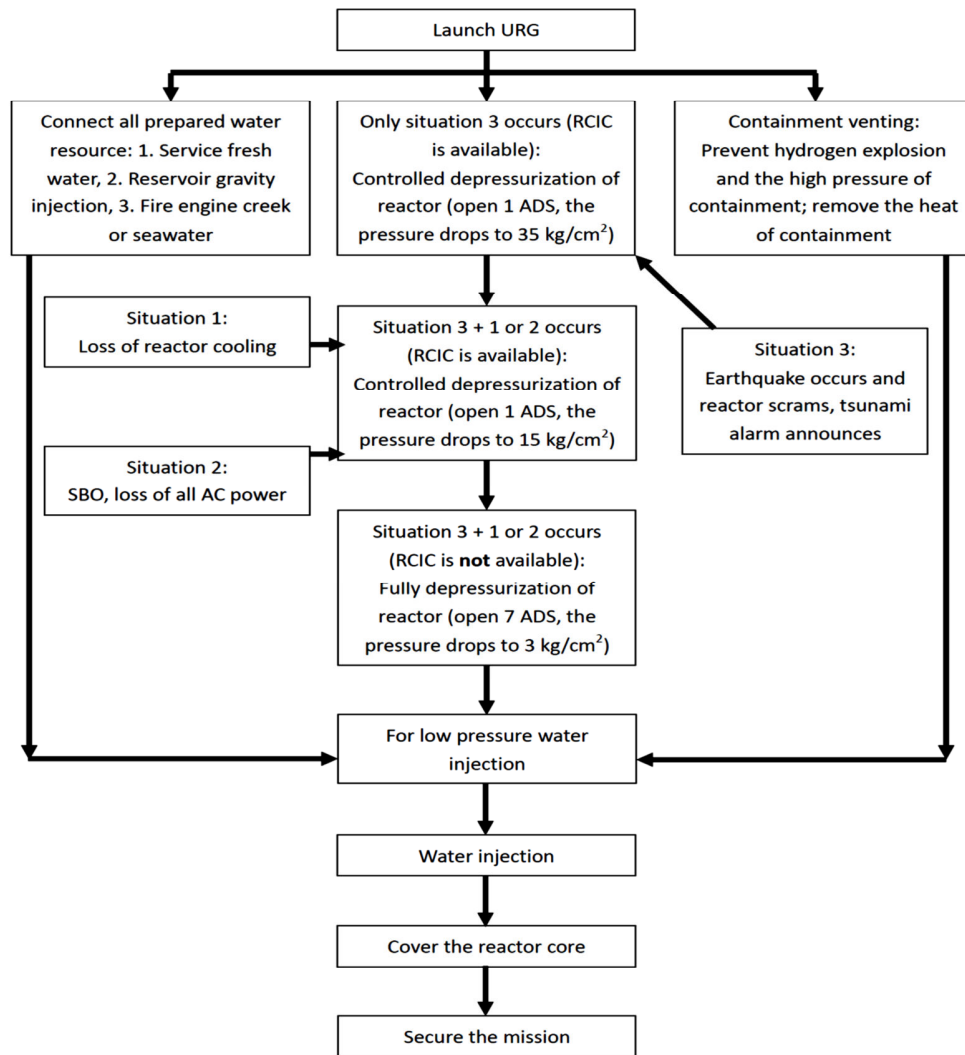 Launch URG
Connect all prepared water
resource: 1. Service fresh
water, 2. Reservoir gravity
injection, 3. Fire engine creek
or seawater
Only situation 3 occurs (RCIC
is available):
Controlled depressurization of
reactor (open 1 ADS, the
pressure drops to 35 kg/cm²)
Containment venting:
Prevent hydrogen explosion
and the high pressure of
containment; remove the heat
of containment
Situation 1:
Loss of reactor cooling
Situation 3 + 1 or 2 occurs
(RCIC is available):
Controlled depressurization of
reactor (open 1 ADS, the
pressure drops to 15 kg/cm²)
Situation 3:
Earthquake occurs and
reactor scrams, tsunami
alarm announces
Situation 2:
SBO, loss of all AC power
Situation 3 + 1 or 2 occurs
(RCIC is not available):
Fully depressurization of
reactor (open 7 ADS, the
pressure drops to 3 kg/cm²)
For low pressure water
injection
Water injection
Cover the reactor core
Secure the mission